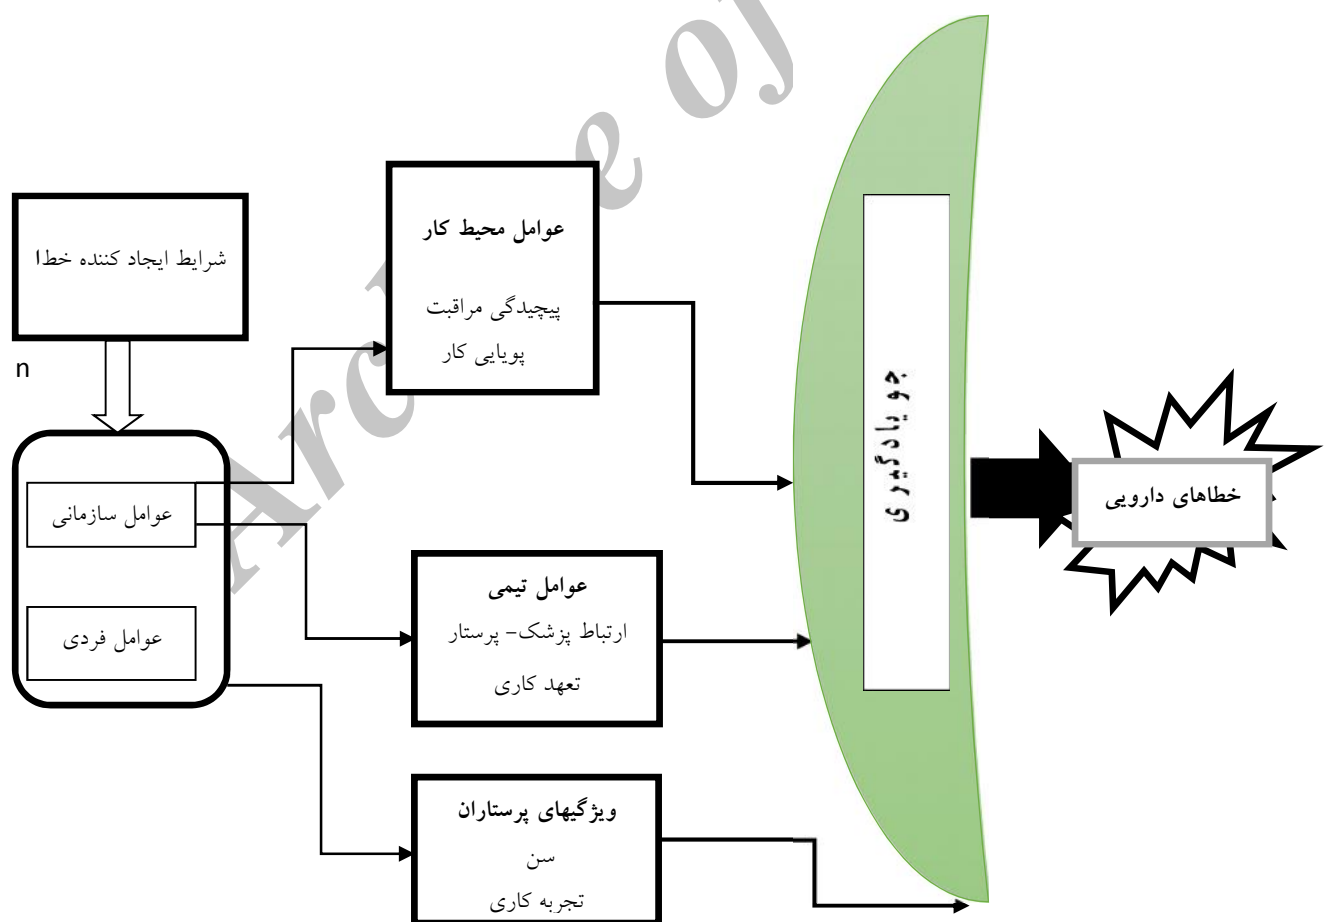 شرایط ایجاد کننده خطا
n
عوامل سازمانی
عوامل فردی
عوامل محیط کار
پیچیدگی مراقبت
پویایی کار
عوامل تیمی
ارتباط پزشک- پرستار
تعهد کاری
ویژگیهای پرستاران
سن
تجربه کاری
جو یادگیری
خطاهای دارویی
e of